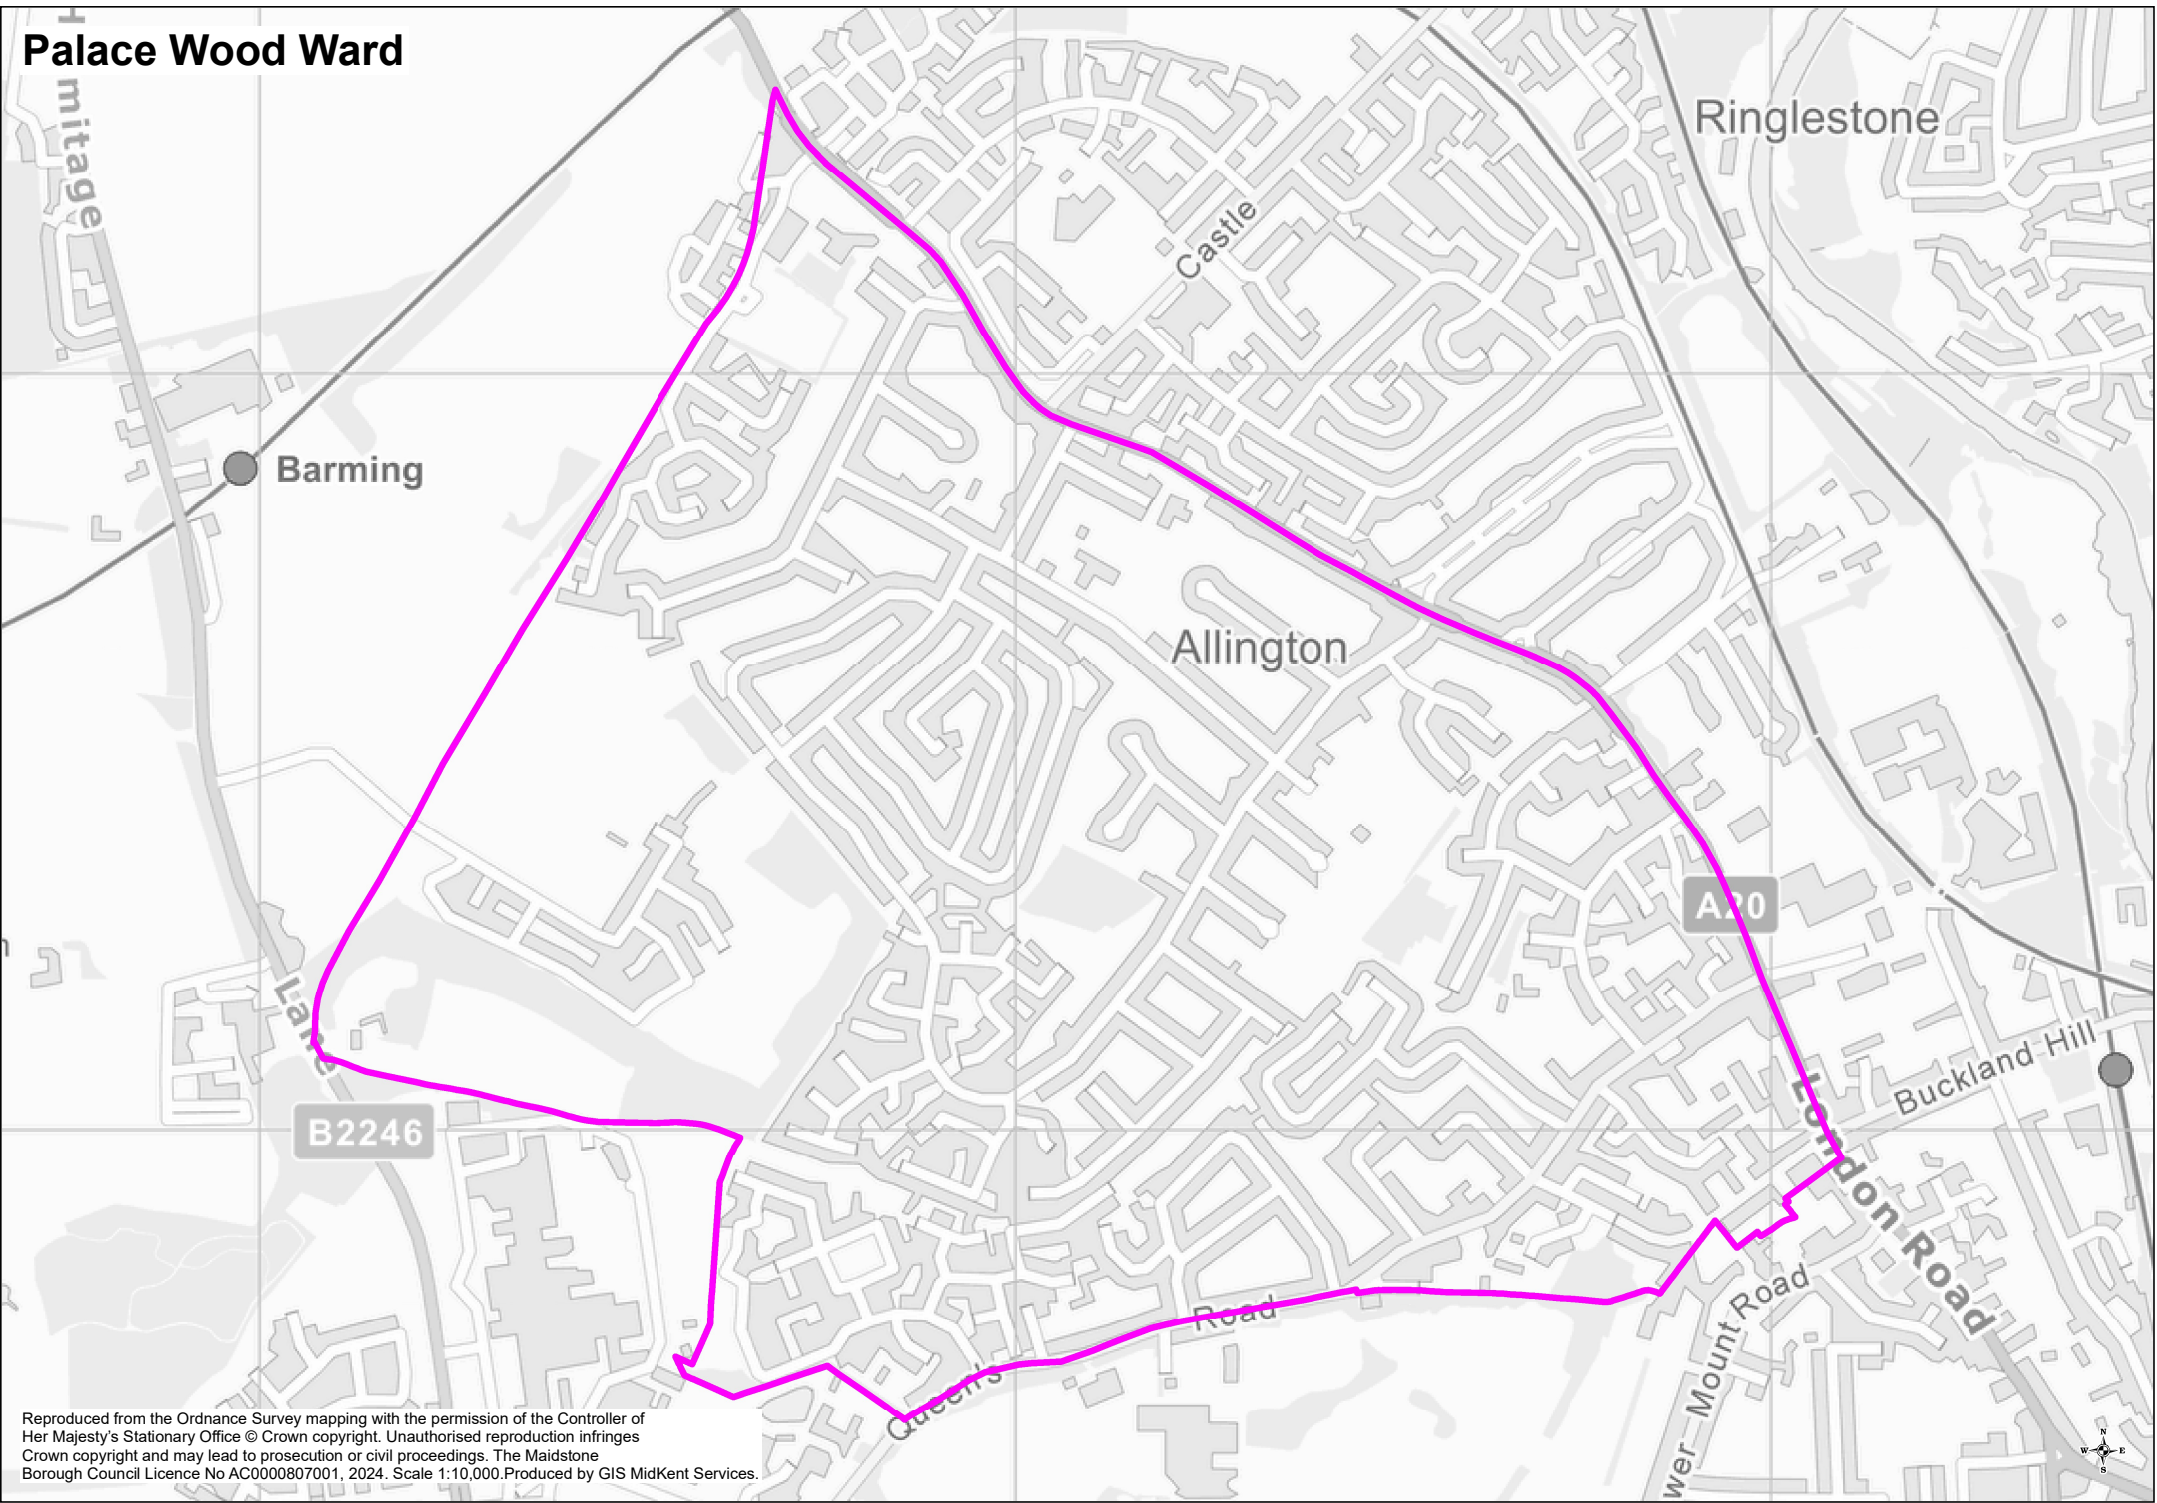 Palace Wood Ward
mitage
Ringlestone
Castle
Barming
Allington
A20
Lane
Buckland Hill
B2246
London Road
Road
Queen's
Mount Road
wer Mount
Reproduced from the Ordnance Survey mapping with the permission of the Controller of
Her Majesty's Stationary Office © Crown copyright. Unauthorised reproduction infringes
Crown copyright and may lead to prosecution or civil proceedings. The Maidstone
Borough Council Licence No AC0000807001, 2024. Scale 1:10,000.Produced by GIS MidKent Services.
N
W E
S